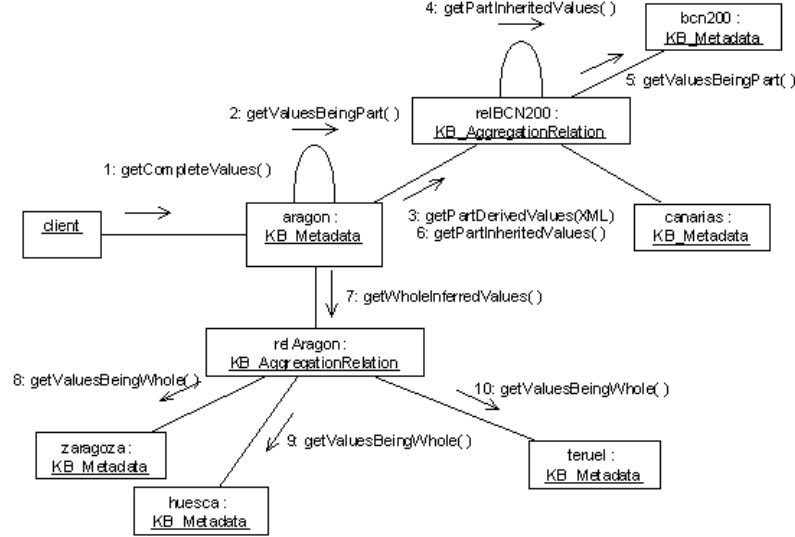 4: getPartInheritedValues( )
bcn200 :
KB_Metadata
5: getValuesBeingPart( )
2: getValuesBeingPart( )
relBCN200 :
KB_AggregationRelation
1: getCompleteValues( )
client
aragon :
KB_Metadata
3: getPartDerivedValues(XML)
6: getPartInheritedValues( )
canarias :
KB_Metadata
7: getWholeInferredValues( )
relAragon :
KB_AggregationRelation
8: getValuesBeingWhole( )
10: getValuesBeingWhole( )
9: getValuesBeingWhole( )
zaragoza :
KB_Metadata
teruel :
KB_Metadata
huesca :
KB_Metadata